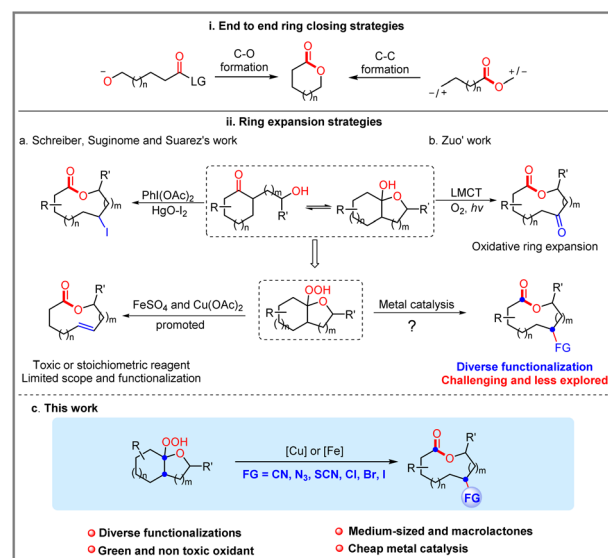 i. End to end ring closing strategies
O
−
O
( )n
LG
C-O
formation
O
O
( )n
C-C
formation
O
O
+/−
−/+
( )n
ii. Ring expansion strategies
a. Schreiber, Suginome and Suarez's work
b. Zuo' work
O
R'
O
R
( )m
( )n
I
PhI(OAc)2
HgO-I2
O
( )m
OH
R
R'
( )n
OH
O
R
R'
( )n
( )m
LMCT
O2, hv
O
R'
O
R
( )m
( )n
O
Oxidative ring expansion
O
R'
O
( )m
( )n
FeSO4 and Cu(OAc)2
promoted
OOH
O
R
R'
( )n
( )m
Metal catalysis
?
O
R'
O
R
( )m
( )n
FG
Toxic or stoichiometric reagent
Limited scope and functionalization
Diverse functionalization
Challenging and less explored
c. This work
R
OOH
O
R'
( )n
( )m
[Cu] or [Fe]
FG = CN, N3, SCN, Cl, Br, I
O
R'
O
R
( )m
( )n
FG
Diverse functionalizations
Medium-sized and macrolactones
Green and non toxic oxidant
Cheap metal catalysis